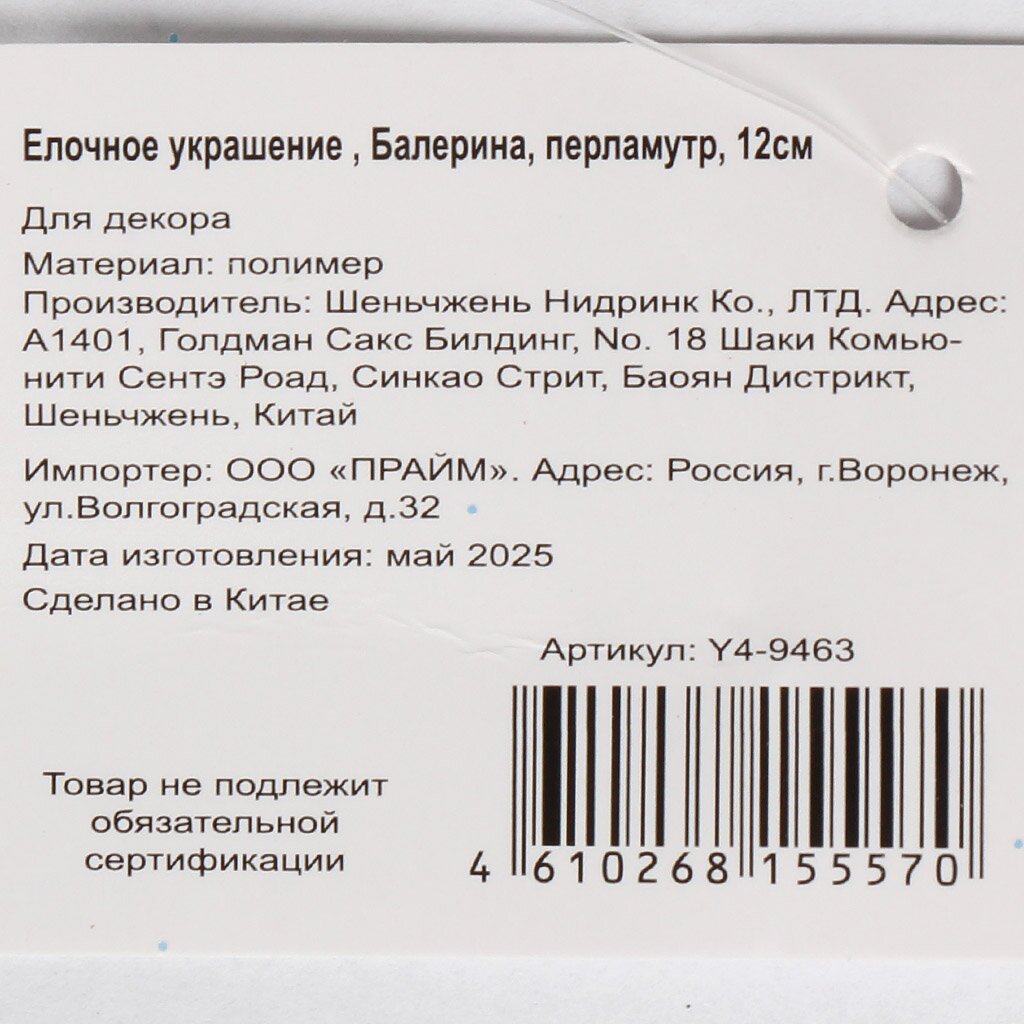 Елочное украшение , Балерина, перламутр, 12см
Для декора
Материал: полимер
Производитель: Шеньчжень Нидринк Ко., ЛТД. Адрес:
А1401, Голдман Сакс Билдинг, No. 18 Шаки Комью-
нити Сентэ Роад, Синкао Стрит, Баоян Дистрикт,
Шеньчжень, Китай
Импортер: ООО «ПРАЙМ». Адрес: Россия, г.Воронеж,
ул.Волгоградская, д.32
Дата изготовления: май 2025
Сделано в Китае
Артикул: Y4-9463
Товар не подлежит
обязательной
сертификации
4 610268 155570